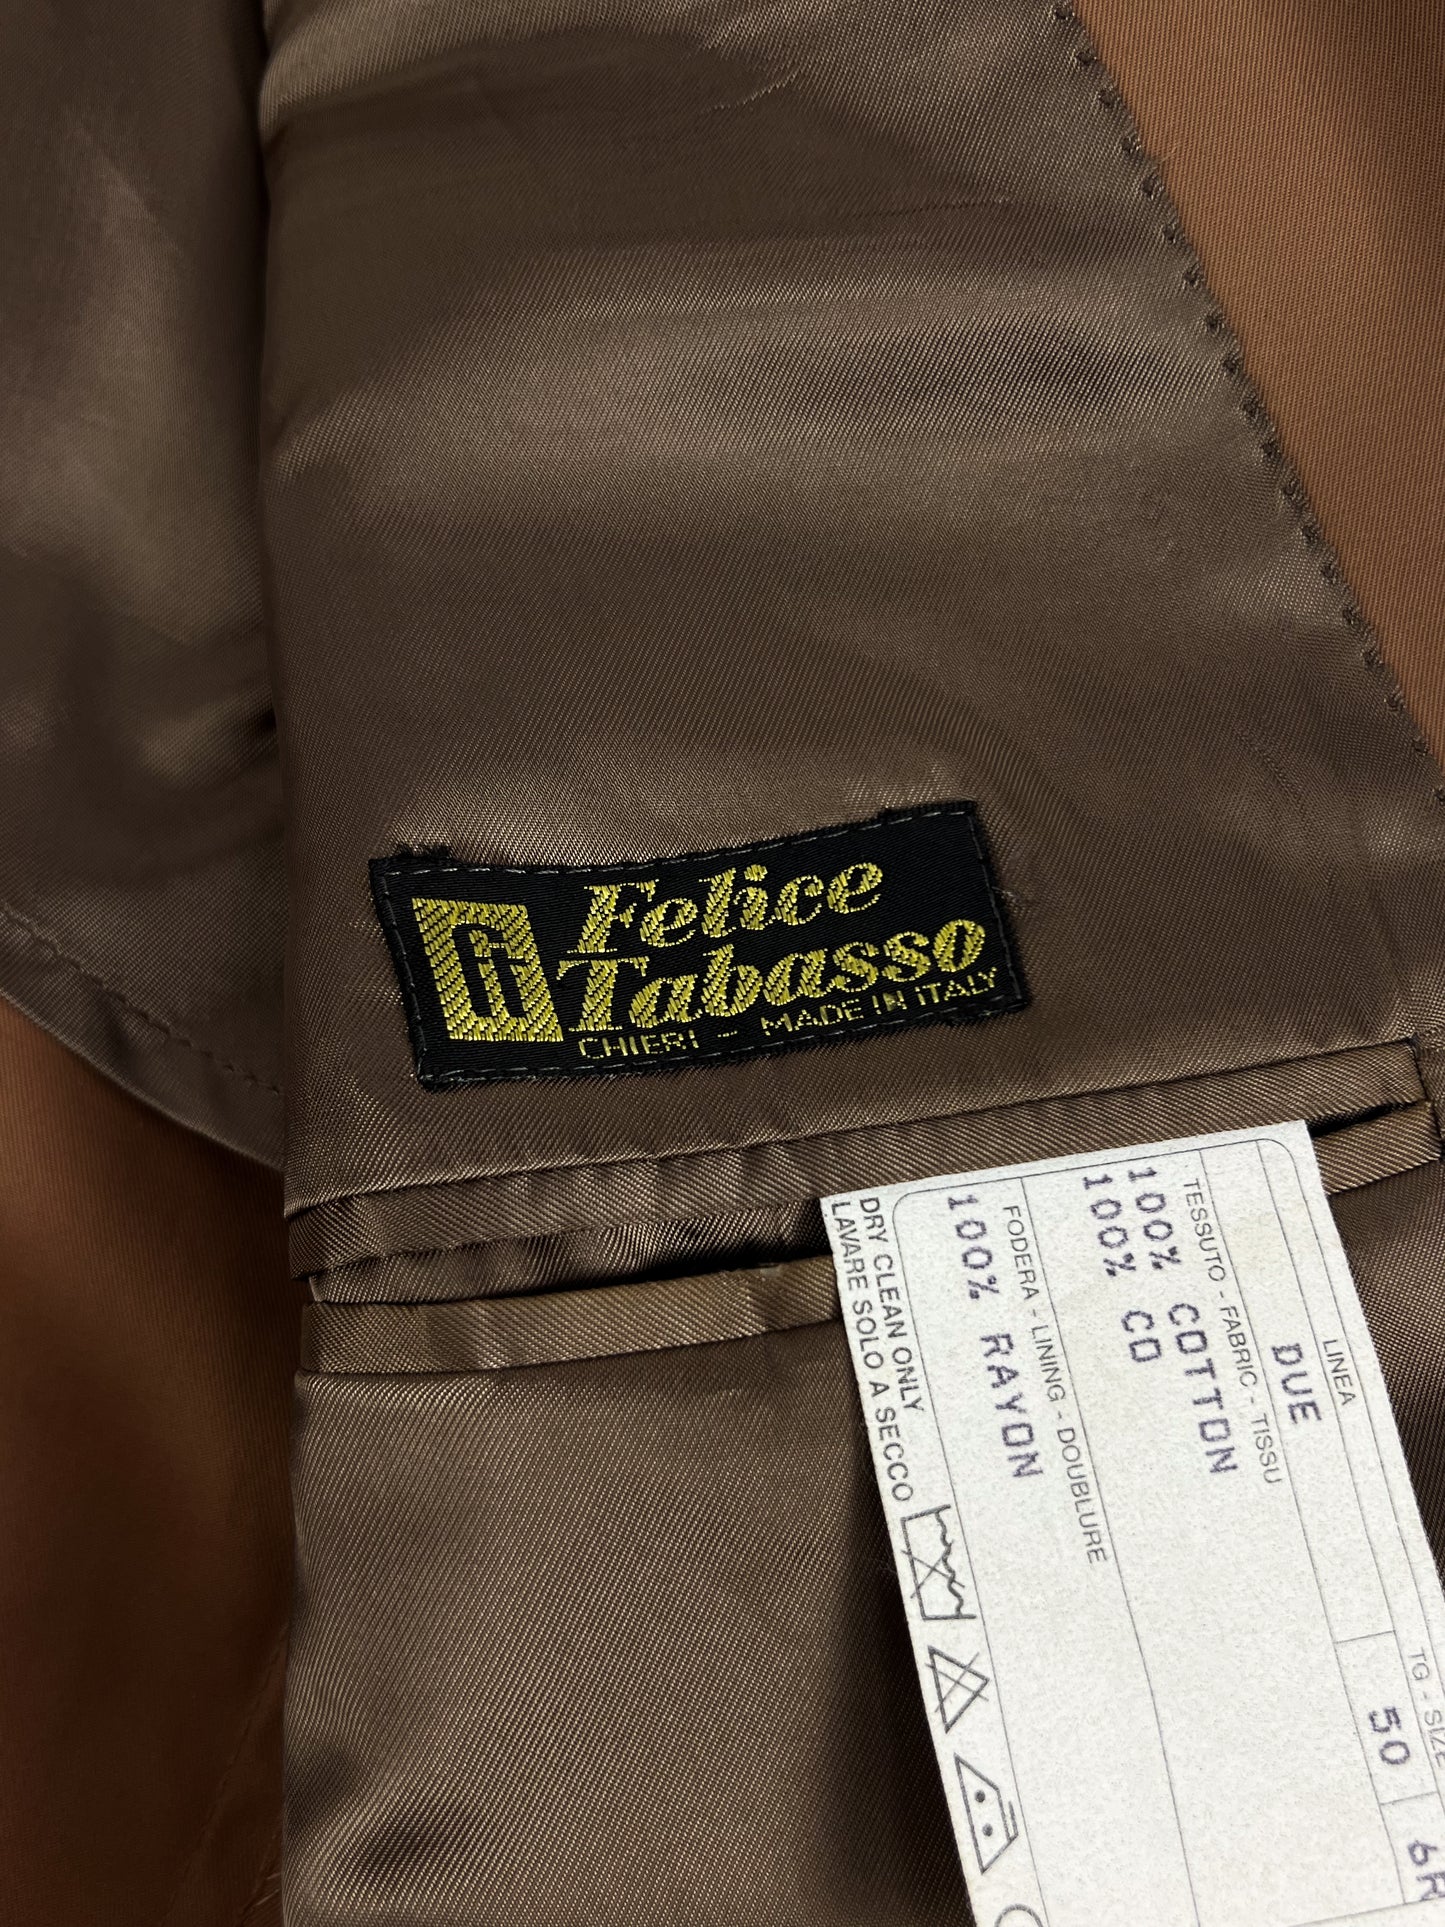 Felice
Tabasso
CHIERI - MADE IN ITALY
LINEA
DUE
TESSUTO - FABRIC - TISSU
100% COTTON
100% CO
FODERA - LINING - DOUBLURE
100% RAYON
DRY CLEAN ONLY
LAVARE SOLO A SECCO
TG - SIZE
50
6R